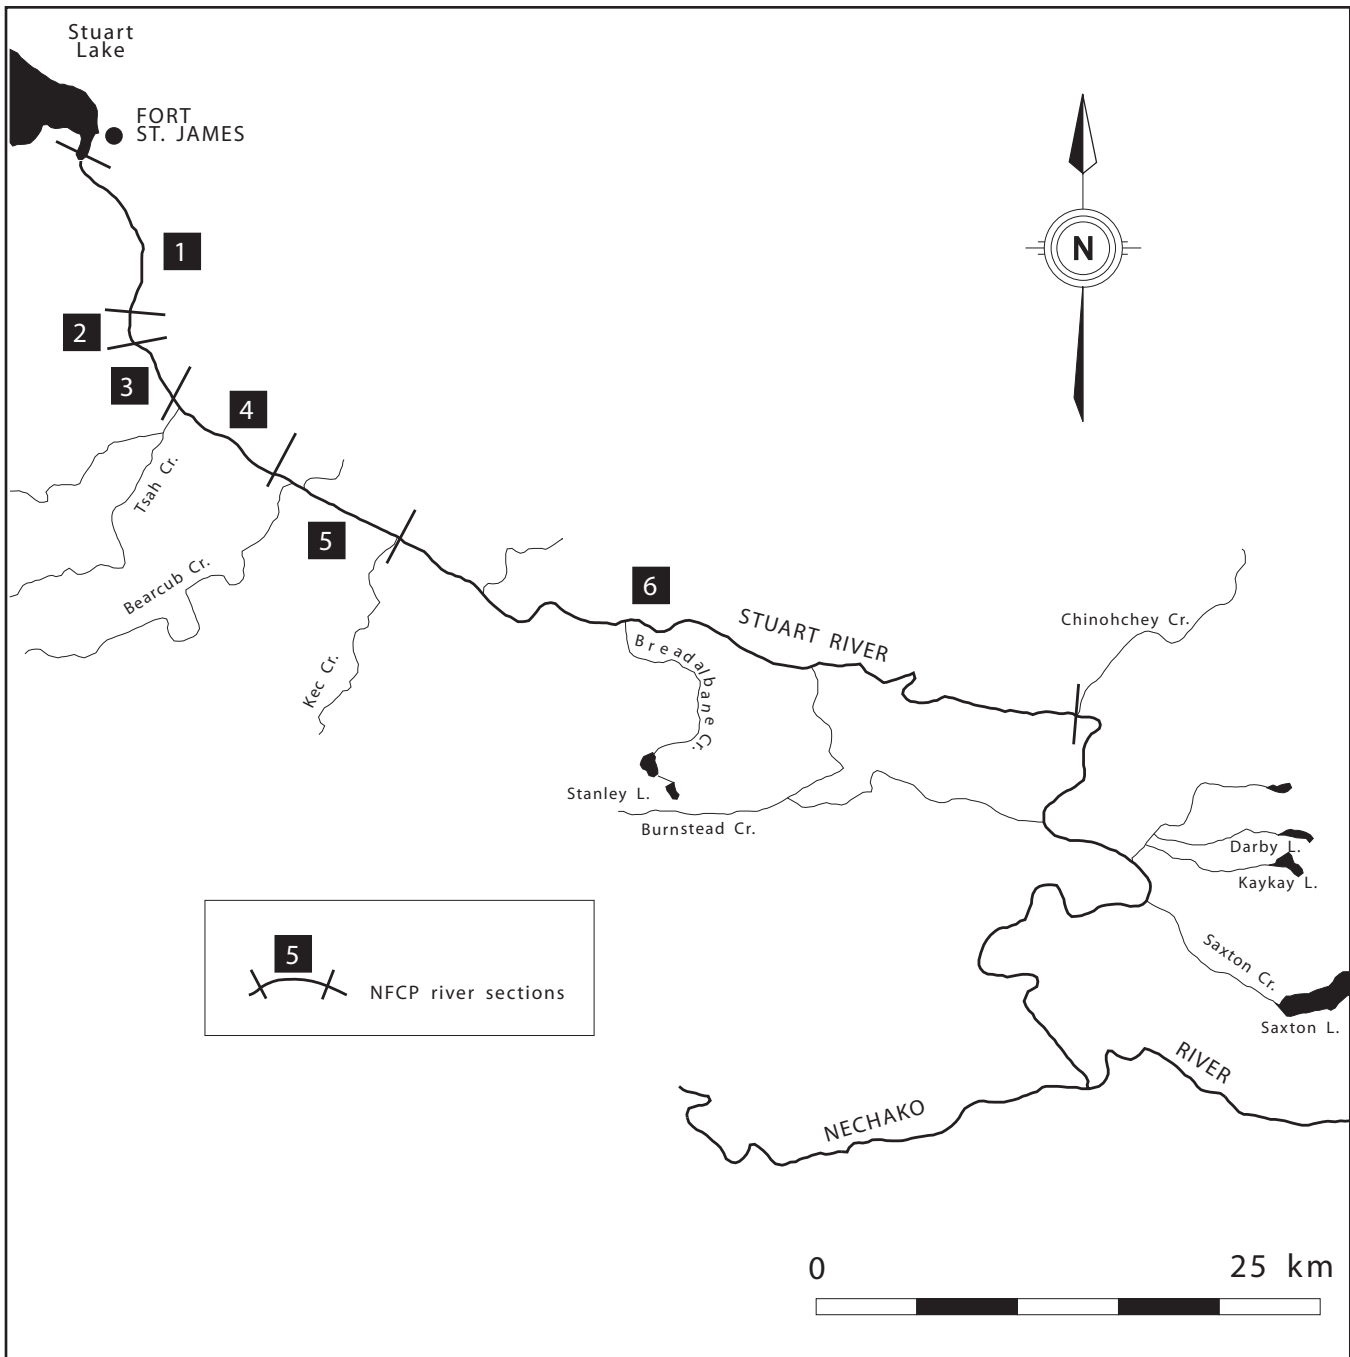 Stuart
Lake
FORT
ST. JAMES
N
1
2
3
4
5
6
Tsah Cr.
Bearcub Cr.
Kec Cr.
Breadalbane Cr.
STUART RIVER
Chinohchey Cr.
Stanley L.
Burnstead Cr.
Darby L.
Kaykay L.
Saxton Cr.
Saxton L.
5
NFCP river sections
NECHAKO
RIVER
0
25 km